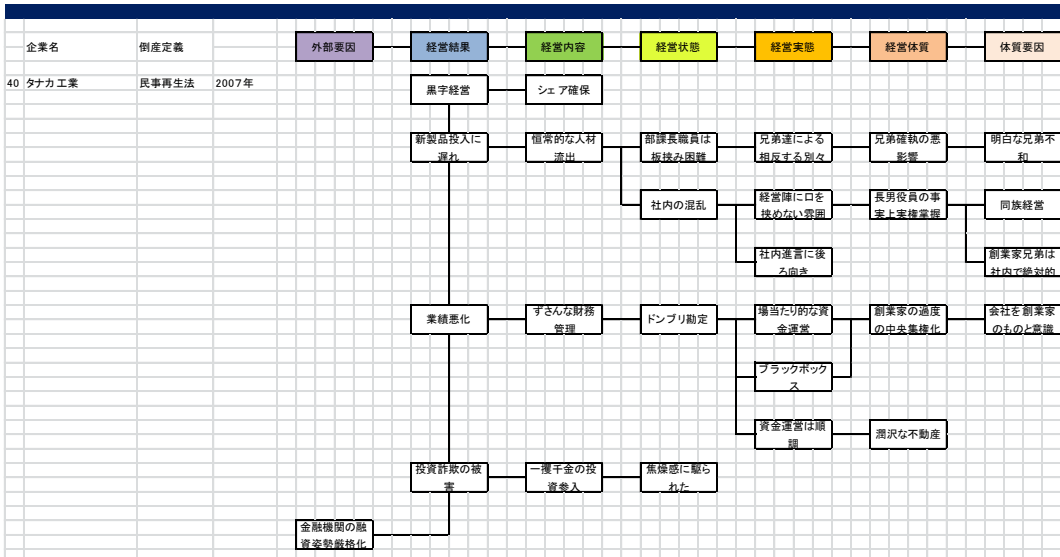 企業名 倒産定義 外部要因 経営結果 経営内容 経営状態 経営実態 経営体質 体質要因
40 タナカ工業 民事再生法 2007年
黒字経営 シェア確保
新製品投入に
遅れ
恒常的な人材
流出
部課長職員は
板挟み困難
兄弟達による
相反する別々
兄弟確執の悪
影響
明白な兄弟不
和
社内の混乱
経営陣に口を
挟めない雰囲
長男役員の事
実上実権掌握
同族経営
社内進言に後
ろ向き
創業家兄弟は
社内で絶対的
業績悪化
ずさんな財務
管理
ドンブリ勘定
場当たり的な資
金運営
創業家の過度
の中央集権化
会社を創業家
のものと意識
ブラックボック
ス
資金運営は順
調
潤沢な不動産
投資詐欺の被
害
一攫千金の投
資参入
焦燥感に駆ら
れた
金融機関の融
資姿勢厳格化